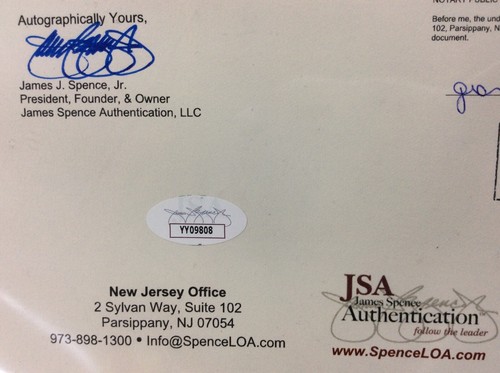 Autographically Yours,
James J. Spence, Jr.
President, Founder, & Owner
James Spence Authentication, LLC
Before me, the und
102, Parsippany, N
document.
YY09808
New Jersey Office
2 Sylvan Way, Suite 102
Parsippany, NJ 07054
973-898-1300 • Info@SpenceLOA.com
JSA
James Spence
Authentication
follow the leader
www.SpenceLOA.com